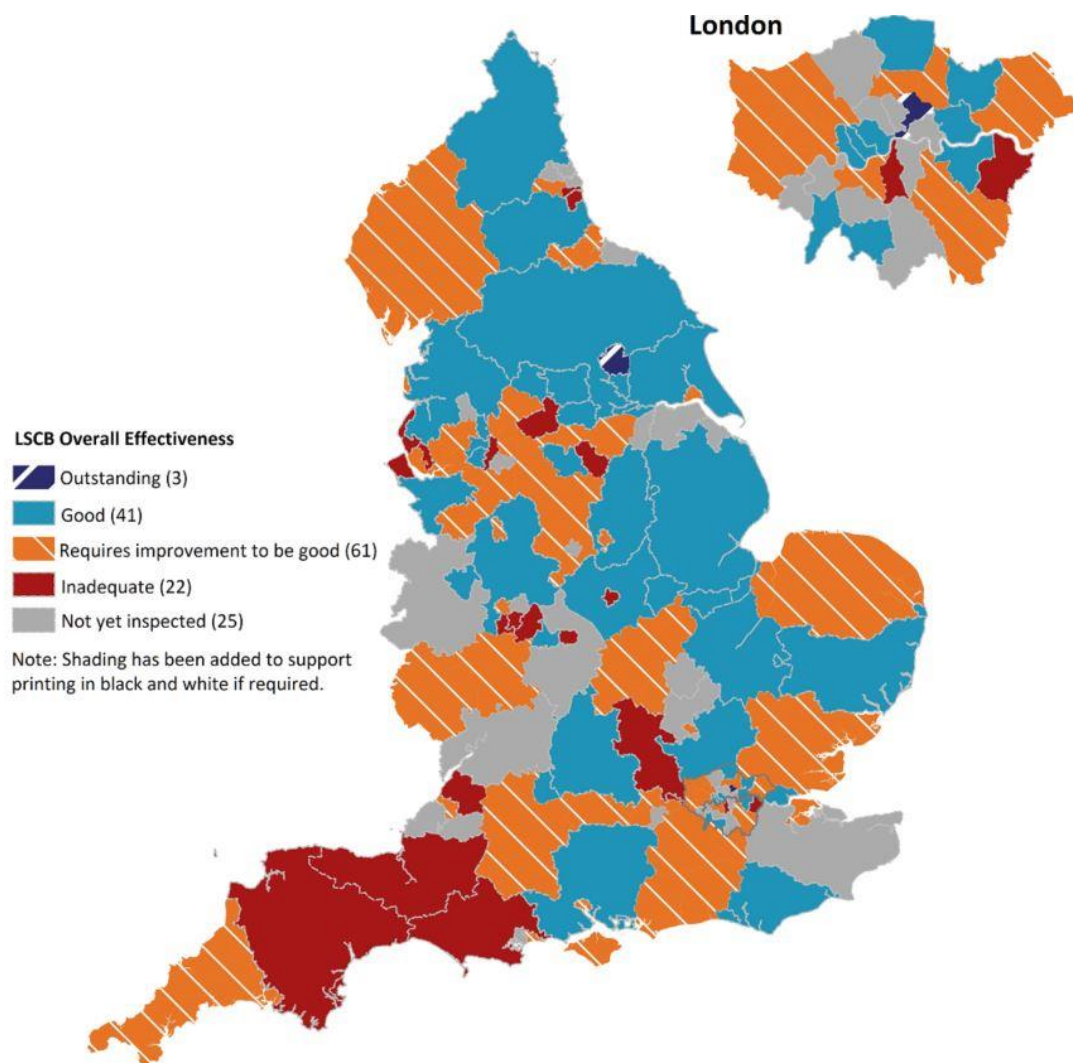 London
LSCB Overall Effectiveness
Outstanding (3)
Good (41)
Requires improvement to be good (61)
Inadequate (22)
Not yet inspected (25)
Note: Shading has been added to support
printing in black and white if required.